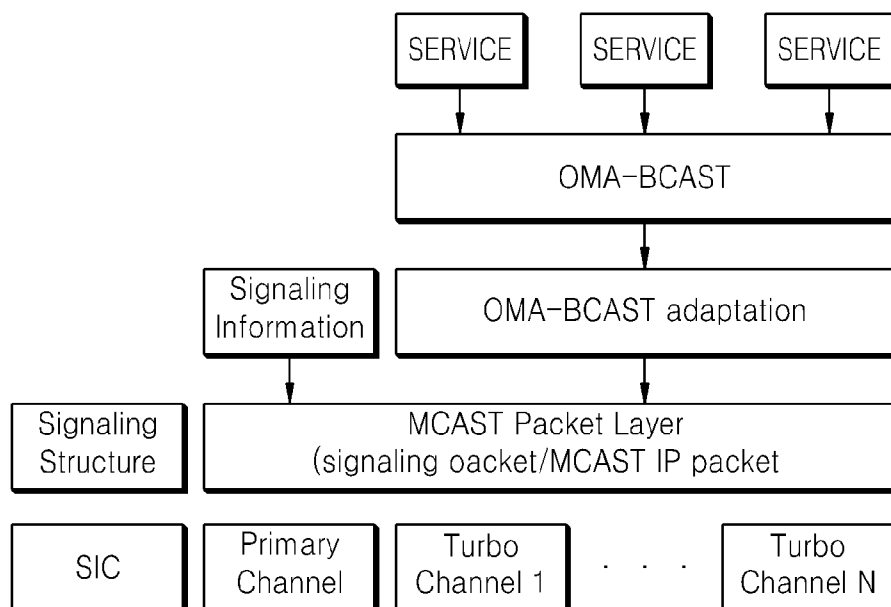 SERVICE SERVICE SERVICE
OMA-BCAST
Signaling
Information
OMA-BCAST adaptation
Signaling
Structure
MCAST Packet Layer
(signaling oacket/MCAST IP packet
SIC
Primary
Channel
Turbo
Channel 1
. . .
Turbo
Channel N